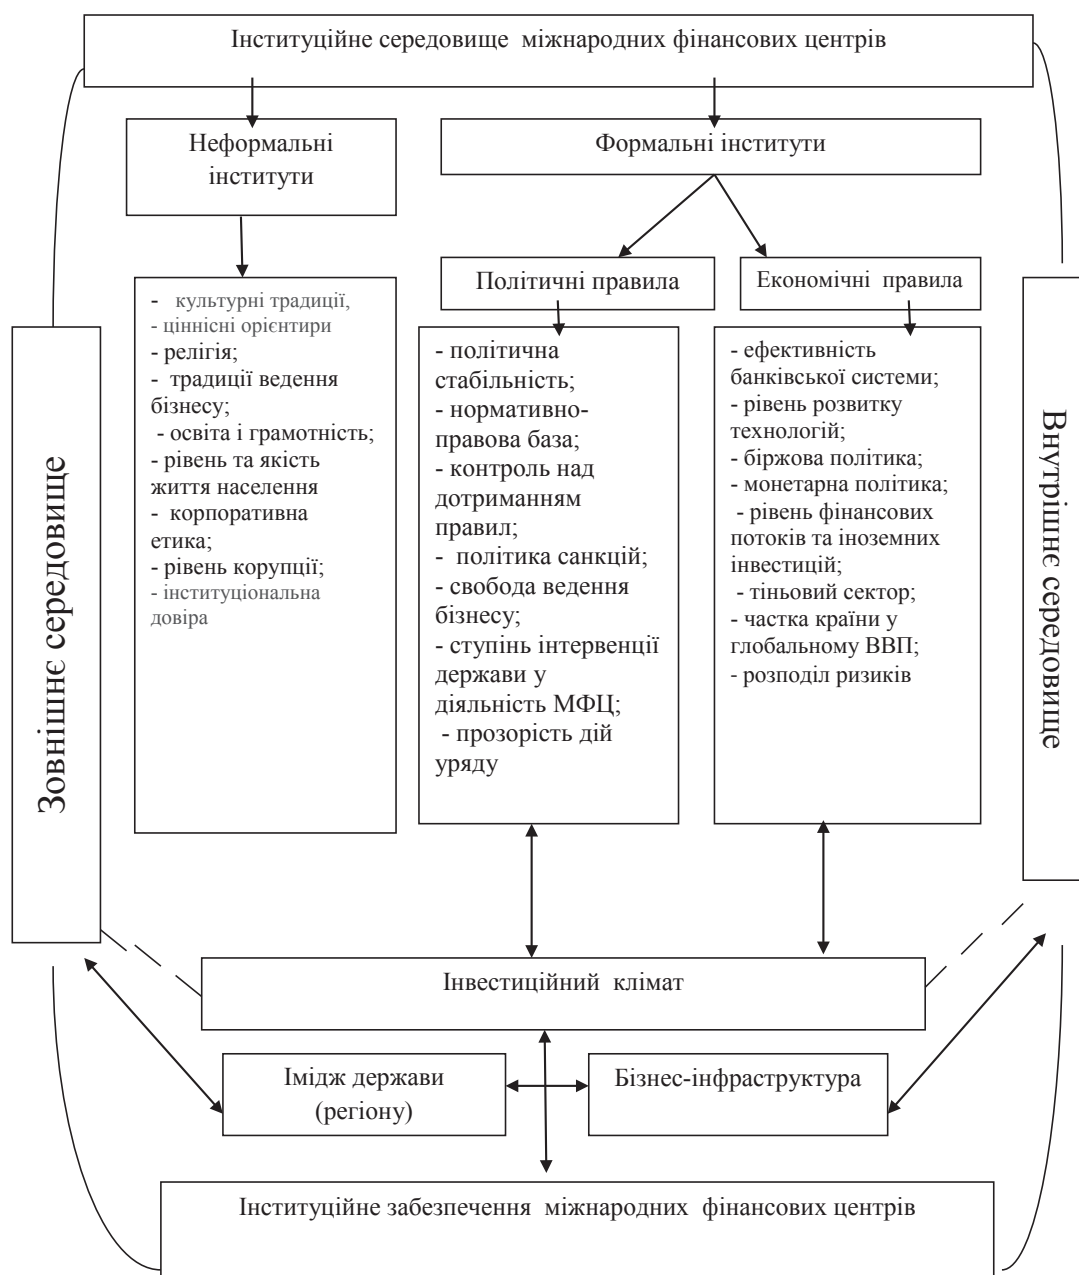 Інституційне середовище міжнародних фінансових центрів
Неформальні
інститути
Формальні інститути
Політичні правила
Економічні правила
- культурні традиції,
- ціннісні орієнтири
- релігія;
- традиції ведення
бізнесу;
- освіта і грамотність;
- рівень та якість
життя населення
- корпоративна
етика;
- рівень корупції;
- інституціональна
довіра
- політична
стабільність;
- нормативно-
правова база;
- контроль над
дотриманням
правил;
- політика санкцій;
- свобода ведення
бізнесу;
- ступінь інтервенції
держави у
діяльність МФЦ;
- прозорість дій
уряду
- ефективність
банківської системи;
- рівень розвитку
технологій;
- біржова політика;
- монетарна політика;
- рівень фінансових
потоків та іноземних
інвестицій;
- тіньовий сектор;
- частка країни у
глобальному ВВП;
- розподіл ризиків
Зовнішнє середовище
Внутрішнє середовище
Інвестиційний клімат
Імідж держави
(регіону)
Бізнес-інфраструктура
Інституційне забезпечення міжнародних фінансових центрів